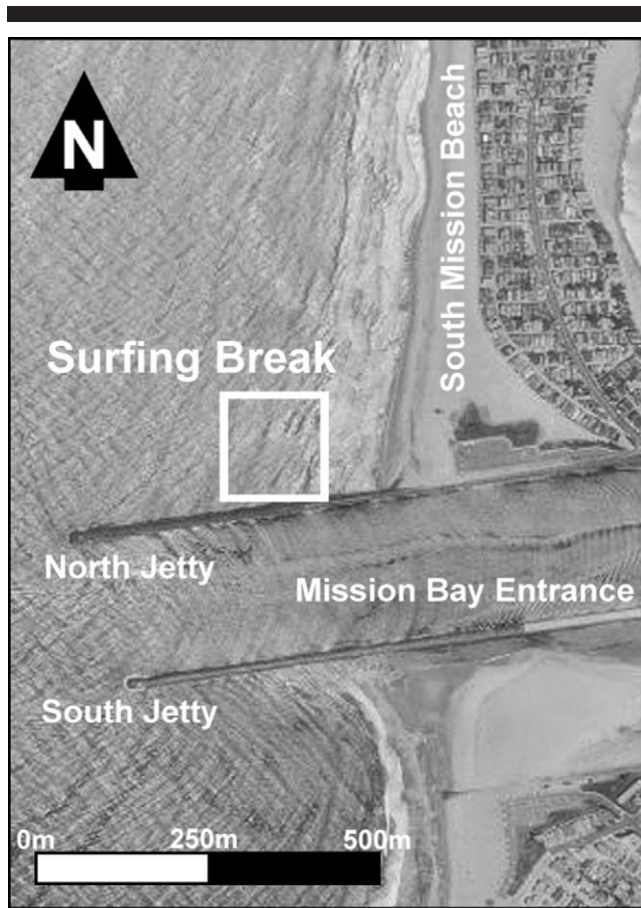 N
South Mission Beach
Surfing Break
North Jetty
Mission Bay Entrance
South Jetty
0m 250m 500m